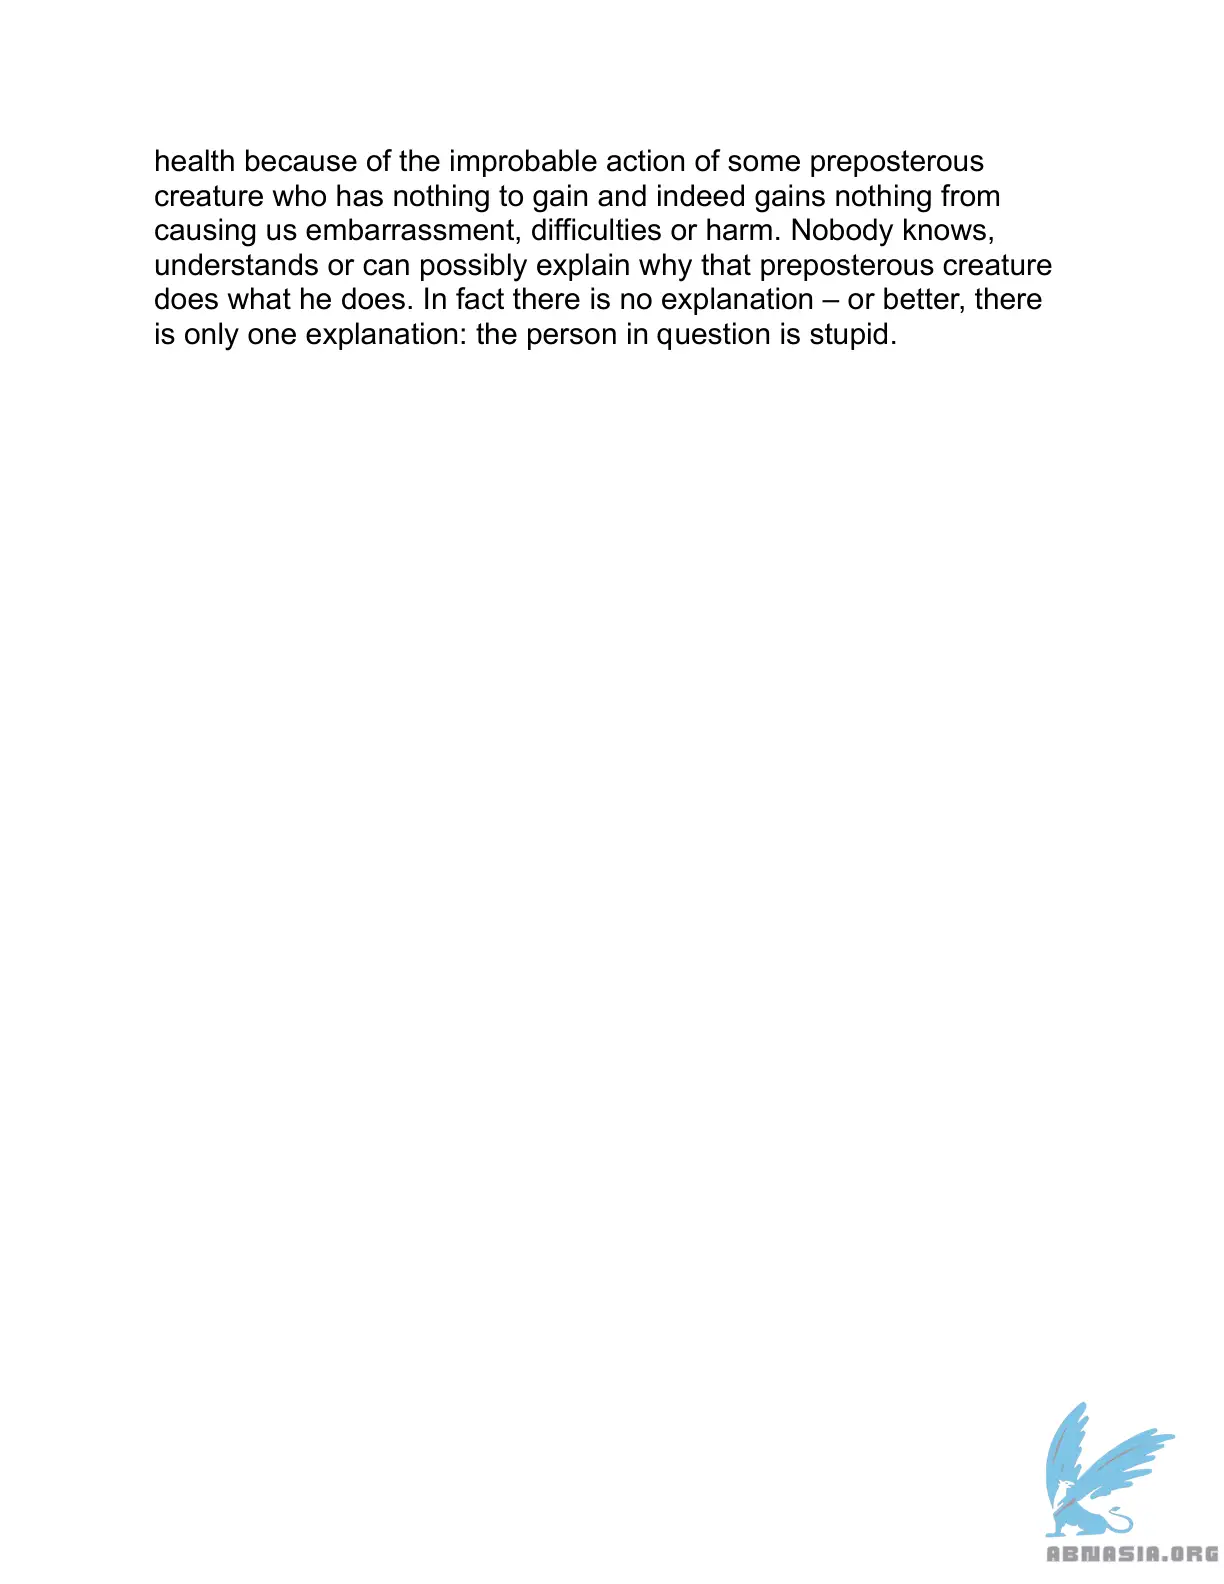 health because of the improbable action of some preposterous
creature who has nothing to gain and indeed gains nothing from
causing us embarrassment, difficulties or harm. Nobody knows,
understands or can possibly explain why that preposterous creature
does what he does. In fact there is no explanation – or better, there
is only one explanation: the person in question is stupid.
ABNASIA.ORG